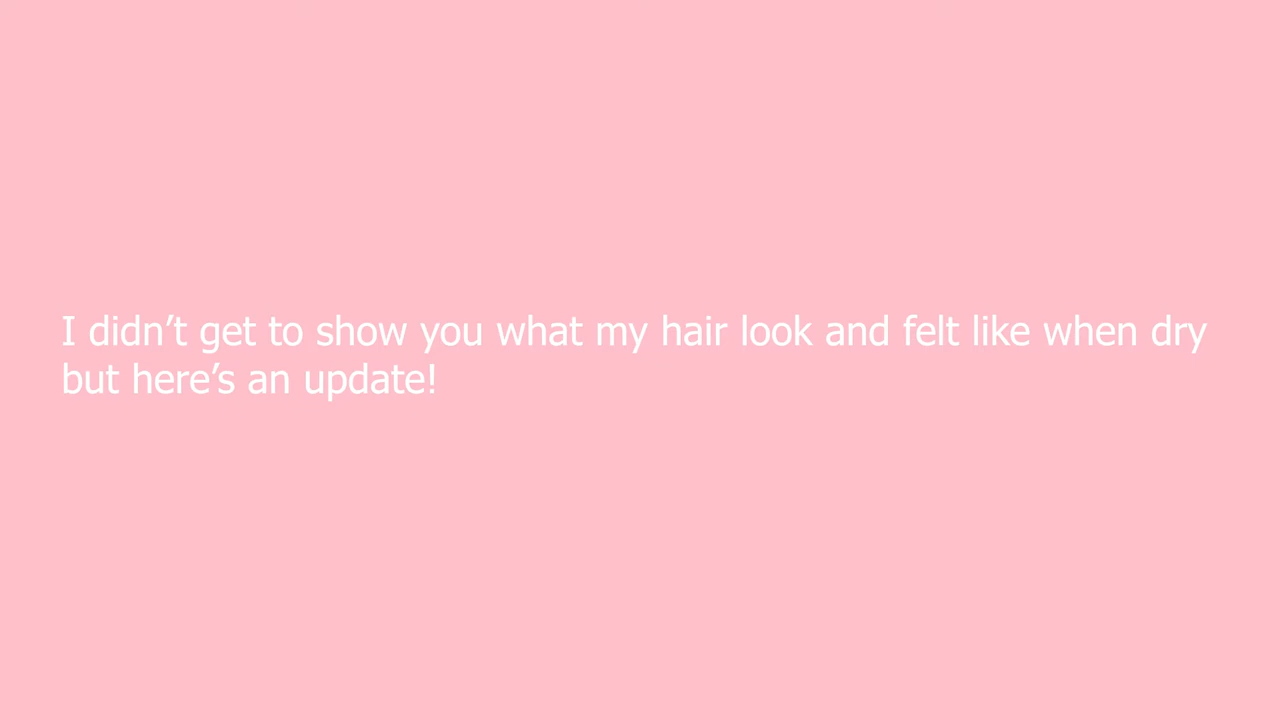 I didn’t get to show you what my hair look and felt like when dry
but here’s an update!